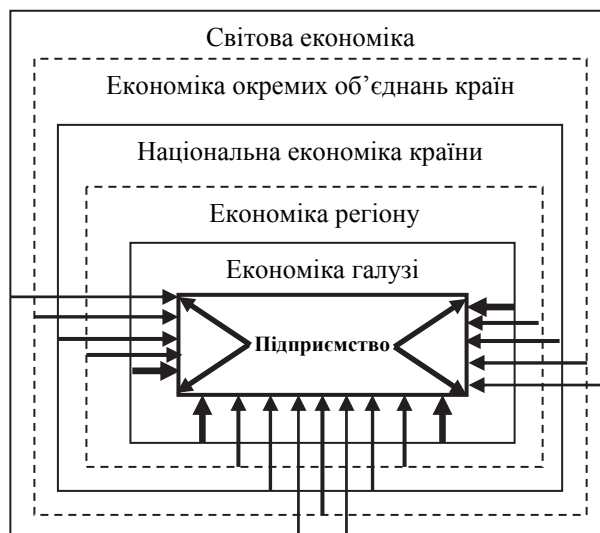 Світова економіка
Економіка окремих об’єднань країн
Національна економіка країни
Економіка регіону
Економіка галузі
Підприємство